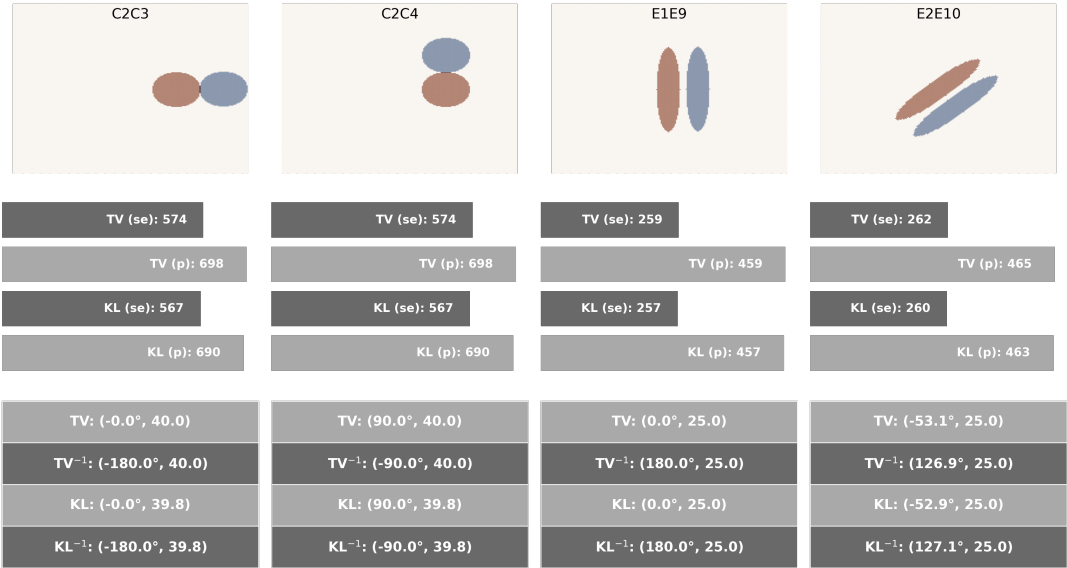 C2C3
C2C4
E1E9
E2E10
TV (se): 574
TV (se): 574
TV (se): 259
TV (se): 262
TV (p): 698
TV (p): 698
TV (p): 459
TV (p): 465
KL (se): 567
KL (se): 567
KL (se): 257
KL (se): 260
KL (p): 690
KL (p): 690
KL (p): 457
KL (p): 463
TV: (-0.0°, 40.0)
TV: (90.0°, 40.0)
TV: (0.0°, 25.0)
TV: (-53.1°, 25.0)
TV⁻¹: (-180.0°, 40.0)
TV⁻¹: (-90.0°, 40.0)
TV⁻¹: (180.0°, 25.0)
TV⁻¹: (126.9°, 25.0)
KL: (-0.0°, 39.8)
KL: (90.0°, 39.8)
KL: (0.0°, 25.0)
KL: (-52.9°, 25.0)
KL⁻¹: (-180.0°, 39.8)
KL⁻¹: (-90.0°, 39.8)
KL⁻¹: (180.0°, 25.0)
KL⁻¹: (127.1°, 25.0)